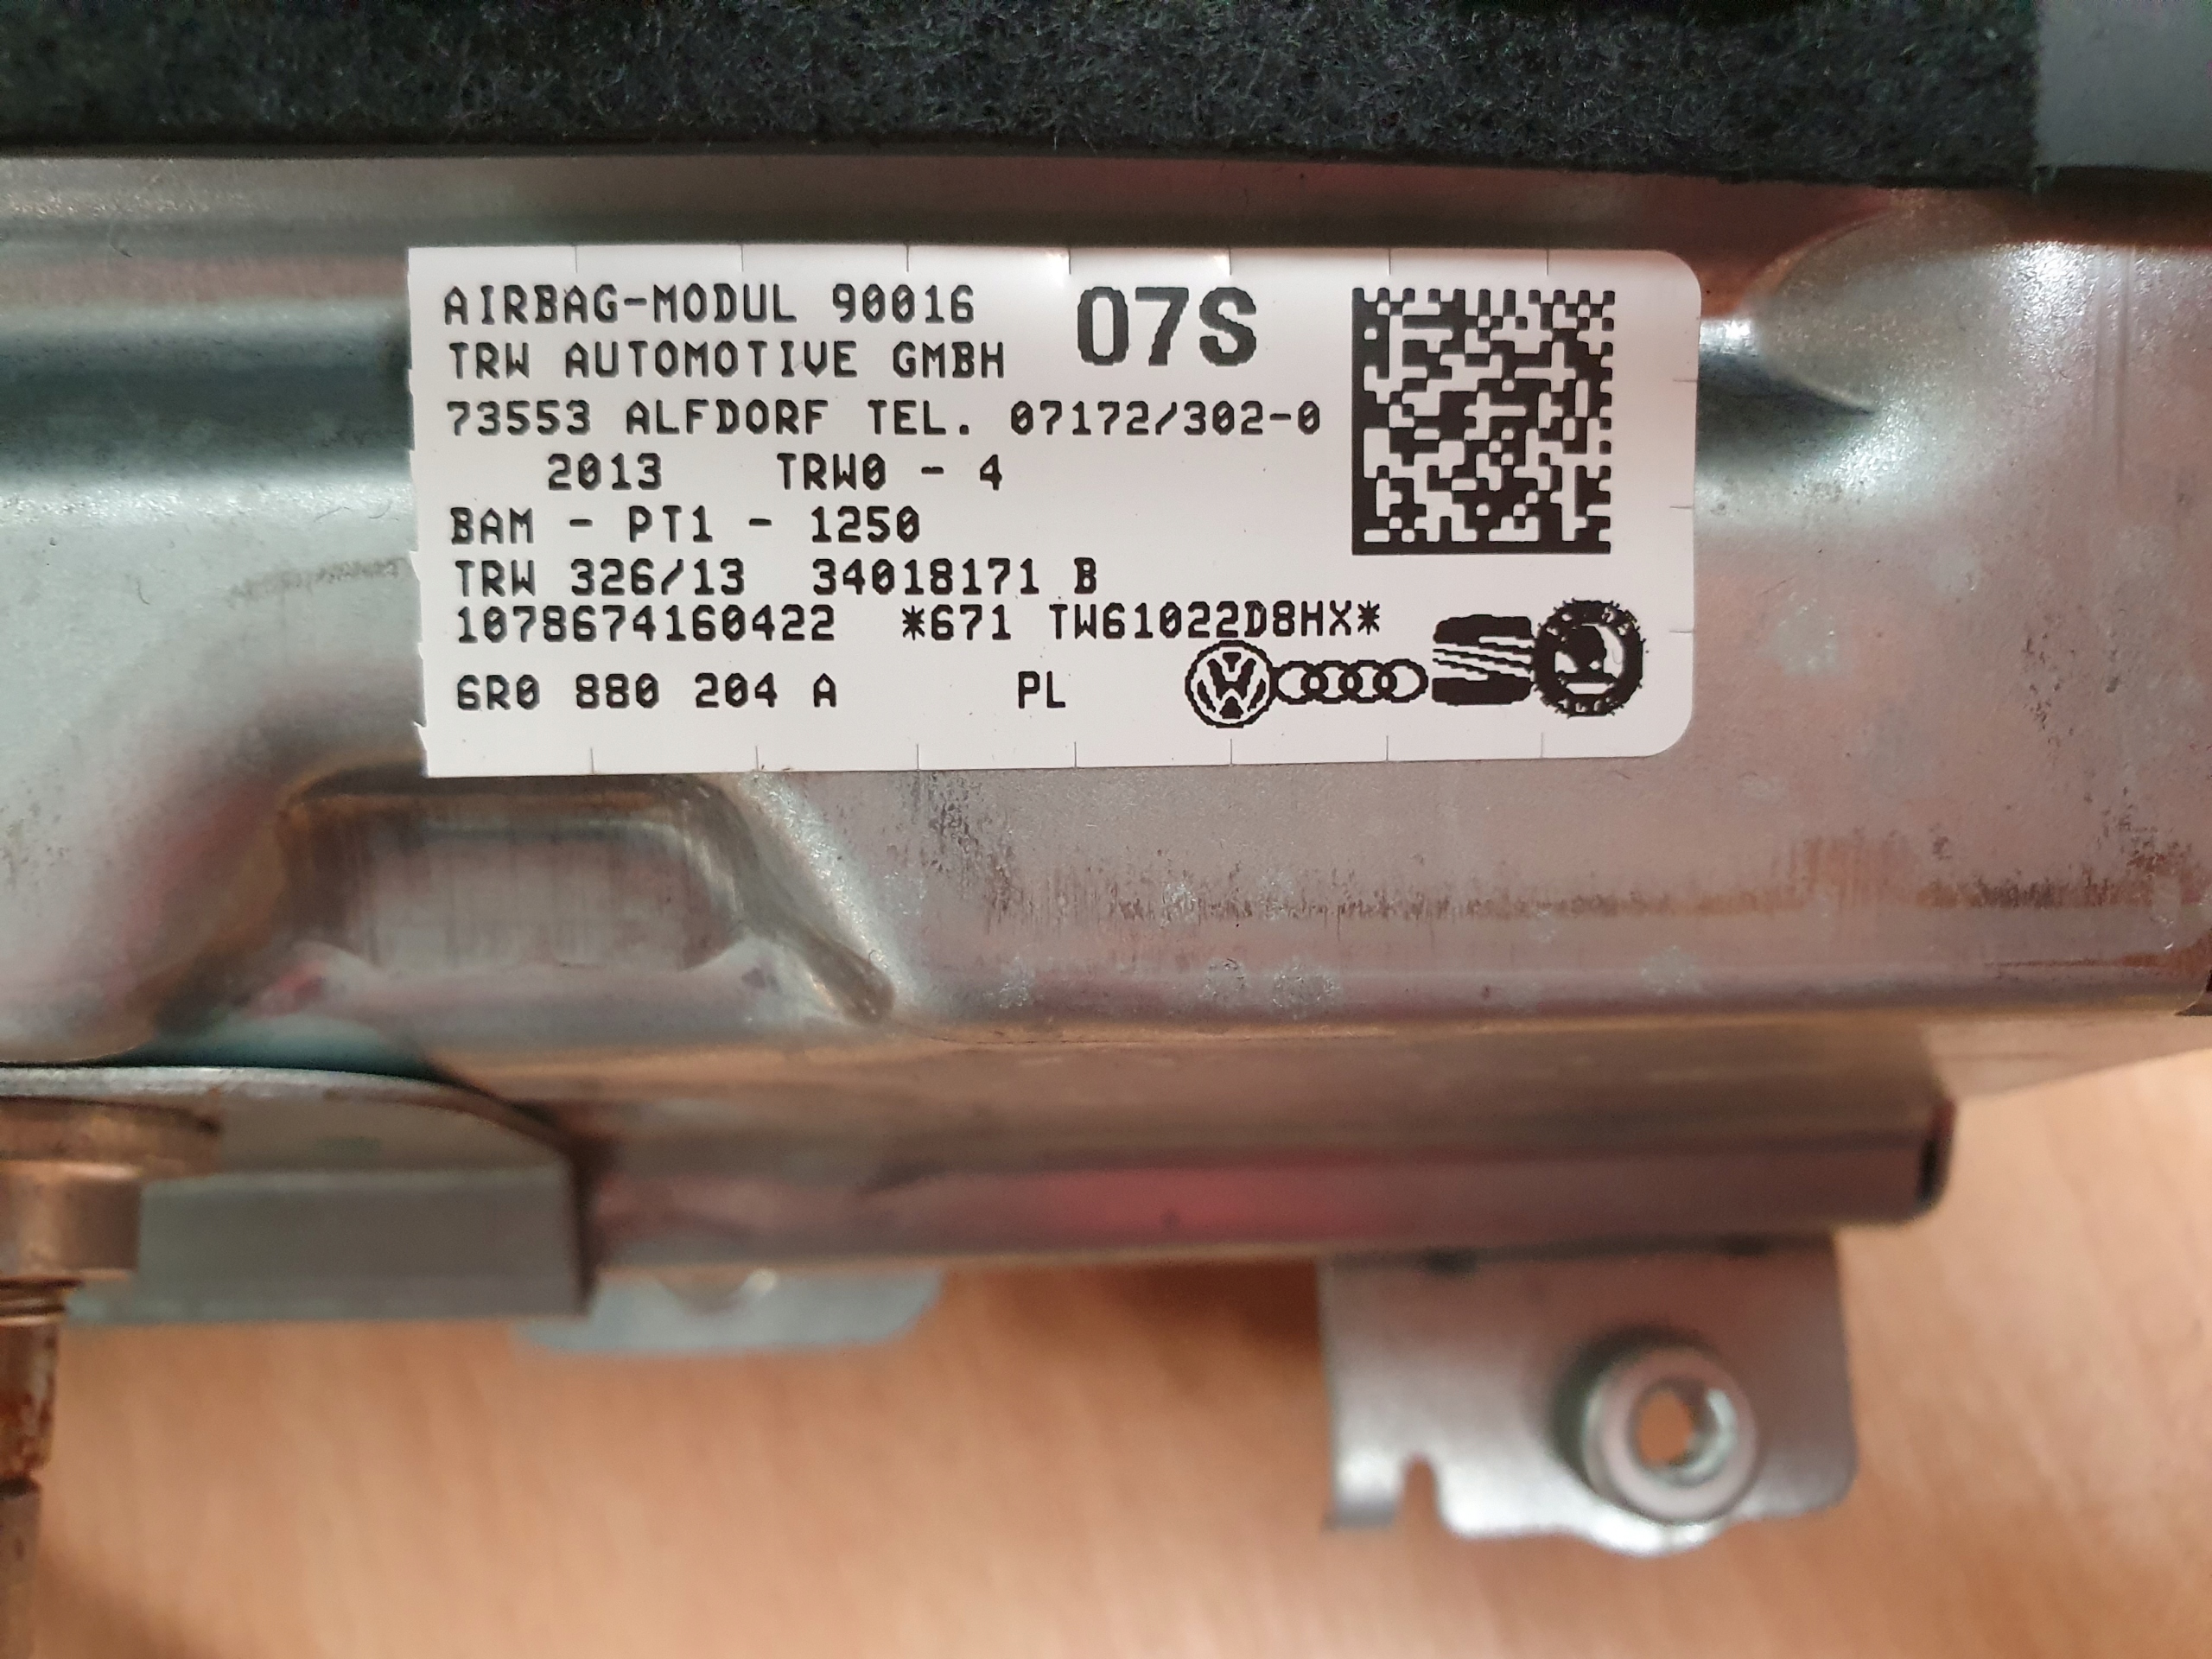 AIRBAG-MODUL 90016 07S
TRW AUTOMOTIVE GMBH
73553 ALFDORF TEL. 07172/302-0
2013 TRW0 - 4
BAM - PT1 - 1250
TRW 326/13 34018171 B
1078674160422 *671 TW61022D8HX*
6R0 880 204 A PL